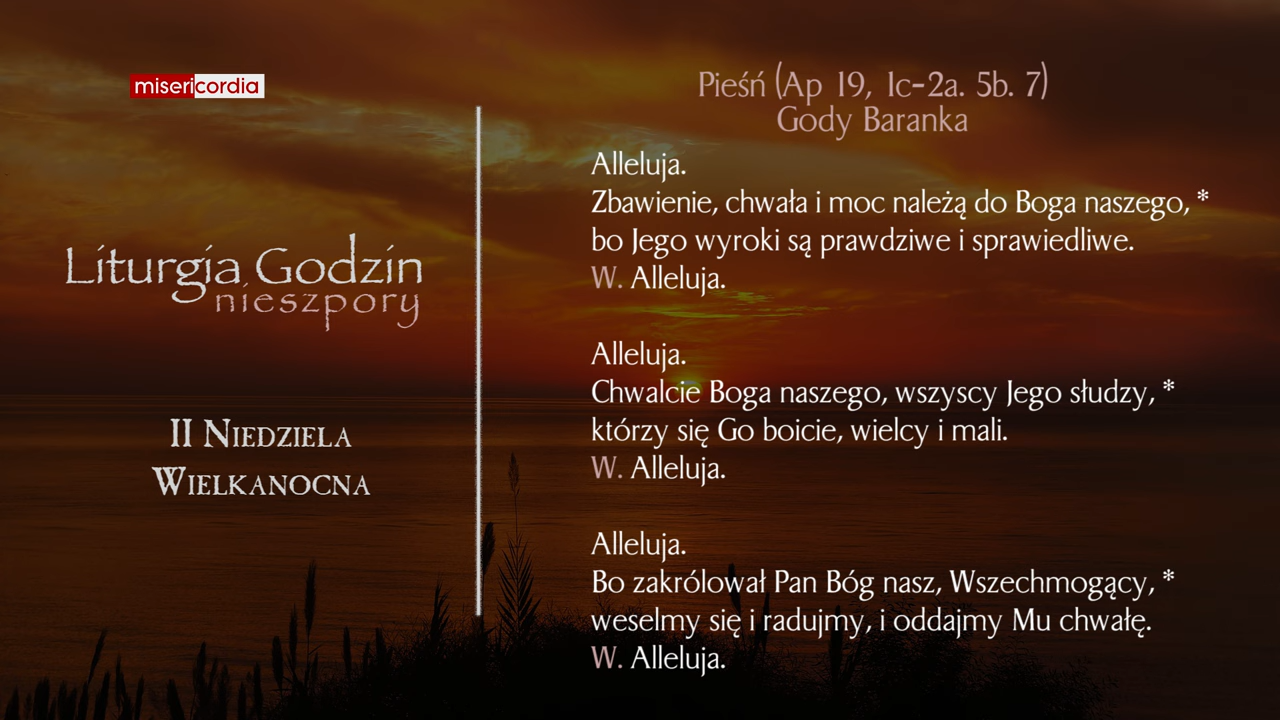 misericordia
Liturgia Godzin
nieszpory
II Niedziela
Wielkanocna
Pieśń (Ap 19, 1c-2a. 5b. 7)
Gody Baranka
Alleluja.
Zbawienie, chwała i moc należą do Boga naszego, *
bo Jego wyroki są prawdziwe i sprawiedliwe.
W. Alleluja.
Alleluja.
Chwalcie Boga naszego, wszyscy Jego słudzy, *
którzy się Go boicie, wielcy i mali.
W. Alleluja.
Alleluja.
Bo zakrólował Pan Bóg nasz, Wszechmogący, *
weselmy się i radujmy, i oddajmy Mu chwałę.
W. Alleluja.